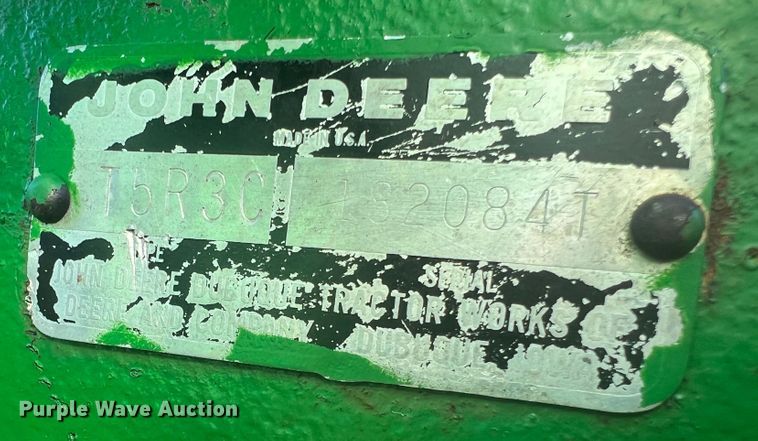 JOHN DEERE
MADE IN U.S.A.
T5R3C 132084T
TYPE SERIAL
JOHN DEERE DUBUQUE TRACTOR WORKS OF
DEERE AND COMPANY DUBUQUE IOWA
Purple Wave Auction